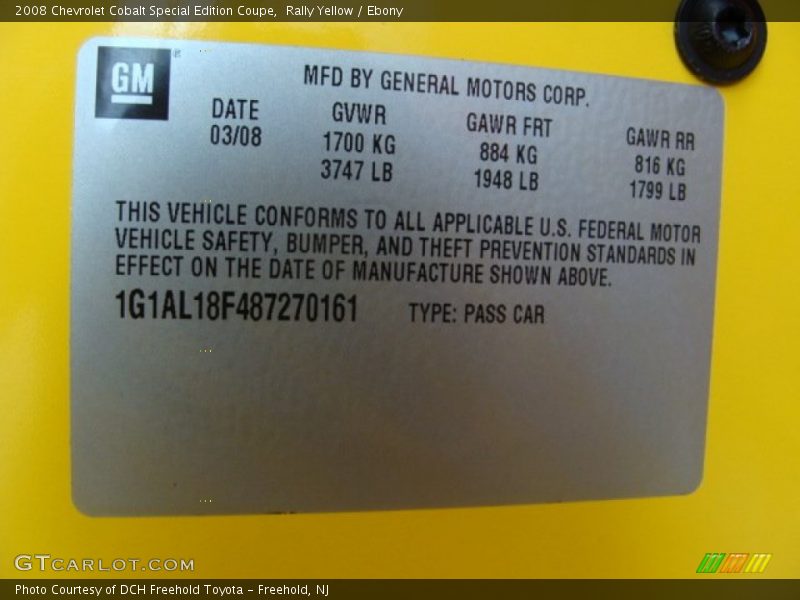 2008 Chevrolet Cobalt Special Edition Coupe, Rally Yellow / Ebony
GM ®
MFD BY GENERAL MOTORS CORP.
DATE GVWR GAWR FRT GAWR RR
03/08 1700 KG 884 KG 816 KG
3747 LB 1948 LB 1799 LB
THIS VEHICLE CONFORMS TO ALL APPLICABLE U.S. FEDERAL MOTOR
VEHICLE SAFETY, BUMPER, AND THEFT PREVENTION STANDARDS IN
EFFECT ON THE DATE OF MANUFACTURE SHOWN ABOVE.
1G1AL18F487270161 TYPE: PASS CAR
GTCARLOT.COM
Photo Courtesy of DCH Freehold Toyota - Freehold, NJ